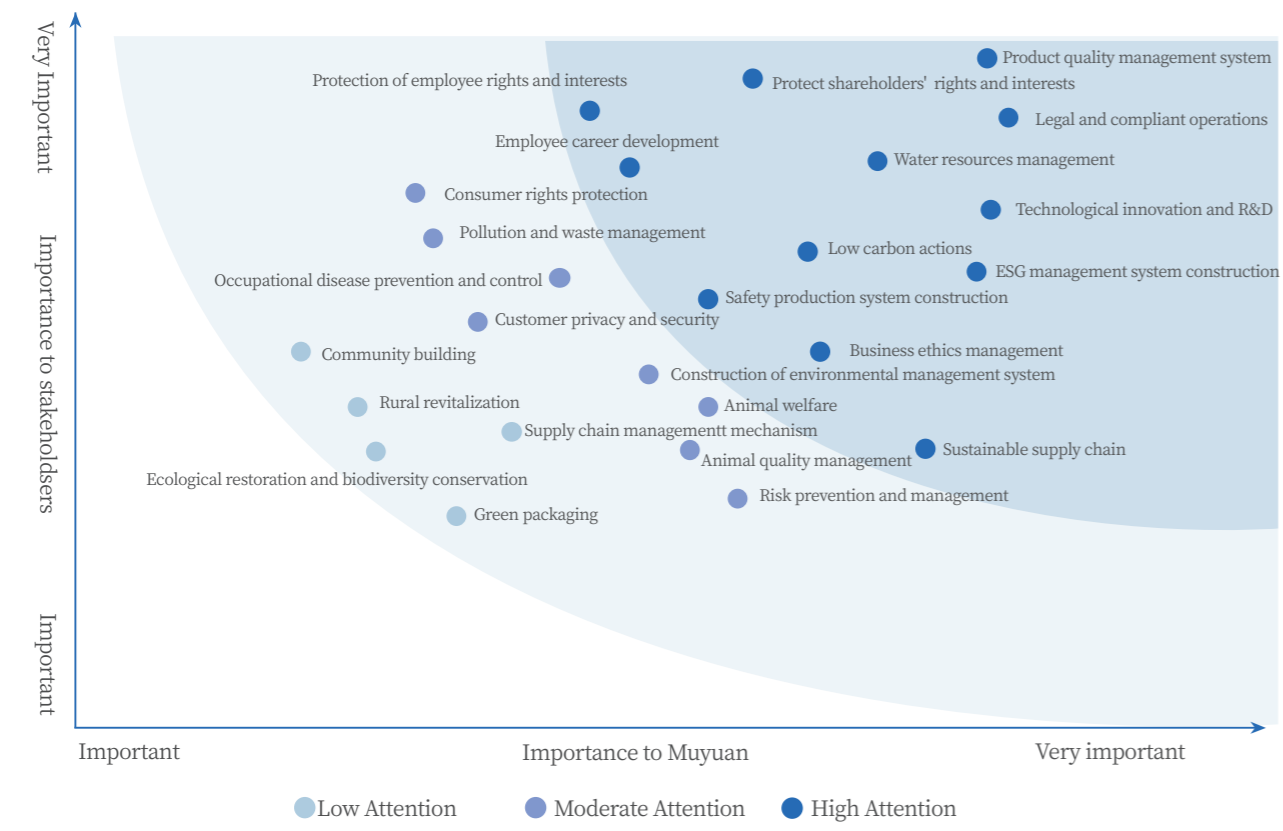 Very Important
Importance to stakeholdsers
Important
Product quality management system
Protection of employee rights and interests
Protect shareholders' rights and interests
Legal and compliant operations
Employee career development
Water resources management
Consumer rights protection
Technological innovation and R&D
Pollution and waste management
Low carbon actions
ESG management system construction
Occupational disease prevention and control
Safety production system construction
Customer privacy and security
Business ethics management
Community building
Construction of environmental management system
Rural revitalization
Animal welfare
Supply chain managementt mechanism
Sustainable supply chain
Animal quality management
Ecological restoration and biodiversity conservation
Risk prevention and management
Green packaging
Important
Importance to Muyuan
Very important
Low Attention
Moderate Attention
High Attention